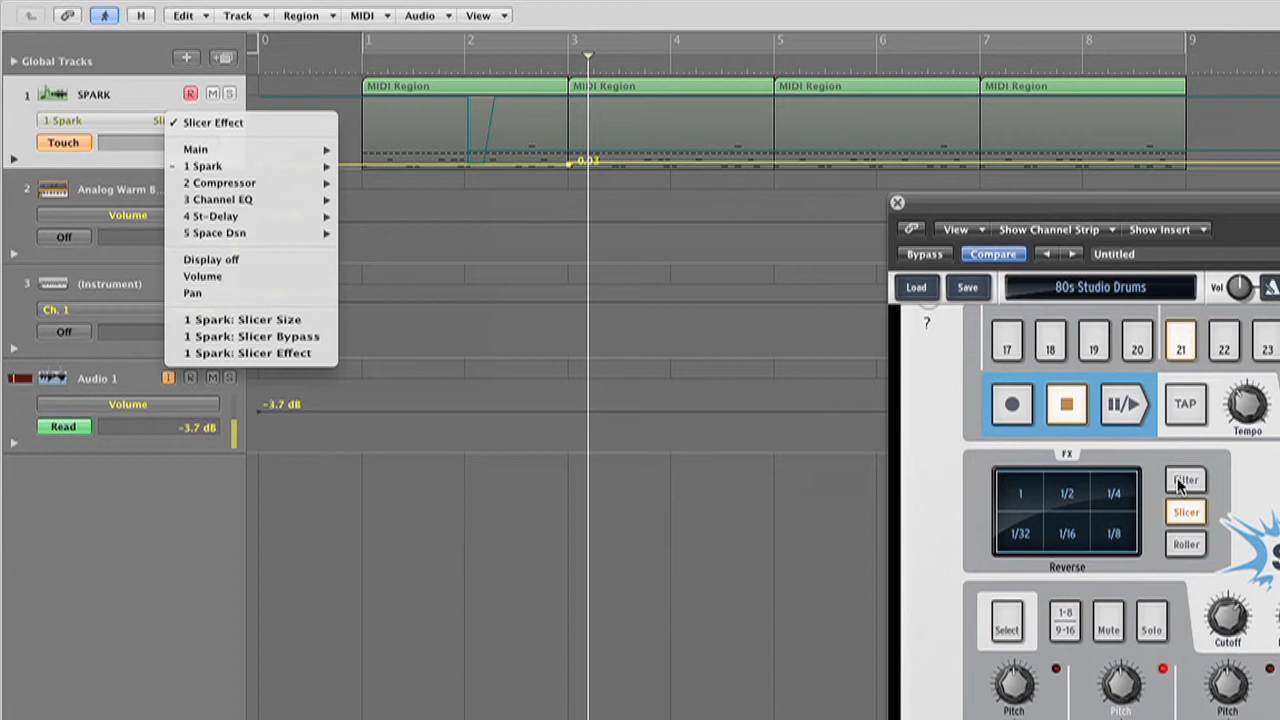 H Edit Track Region MIDI Audio View
0 1 2 3 4 5 6 7 8 9
Global Tracks
1 SPARK R M S
MIDI Region MIDI Region MIDI Region MIDI Region
1 Spark
Touch
0.03
Slicer Effect
Main
1 Spark
2 Compressor
3 Channel EQ
4 St-Delay
5 Space Dsn
Display off
Volume
Pan
1 Spark: Slicer Size
1 Spark: Slicer Bypass
1 Spark: Slicer Effect
2 Analog Warm B...
Volume
Off
3 (Instrument)
Ch. 1
Off
Audio 1 I R M S
Volume
-3.7 dB
Read -3.7 dB
View Show Channel Strip Show Insert
Bypass Compare Untitled
Load Save 80s Studio Drums Vol
?
17 18 19 20 21 22 23
TAP
Tempo
FX
1 1/2 1/4
1/32 1/16 1/8
Filter
Slicer
Roller
Reverse
Select 1-8 9-16 Mute Solo
Cutoff
Pitch Pitch Pitch